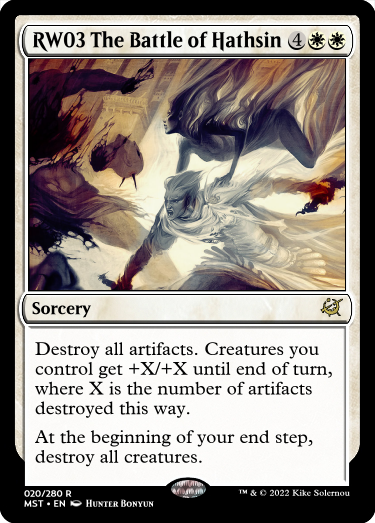 RW03 The Battle of Hathsin 4
Sorcery
Destroy all artifacts. Creatures you
control get +X/+X until end of turn,
where X is the number of artifacts
destroyed this way.
At the beginning of your end step,
destroy all creatures.
020/280 R
MST • EN HUNTER BONYUN
™ & © 2022 Kike Solernou